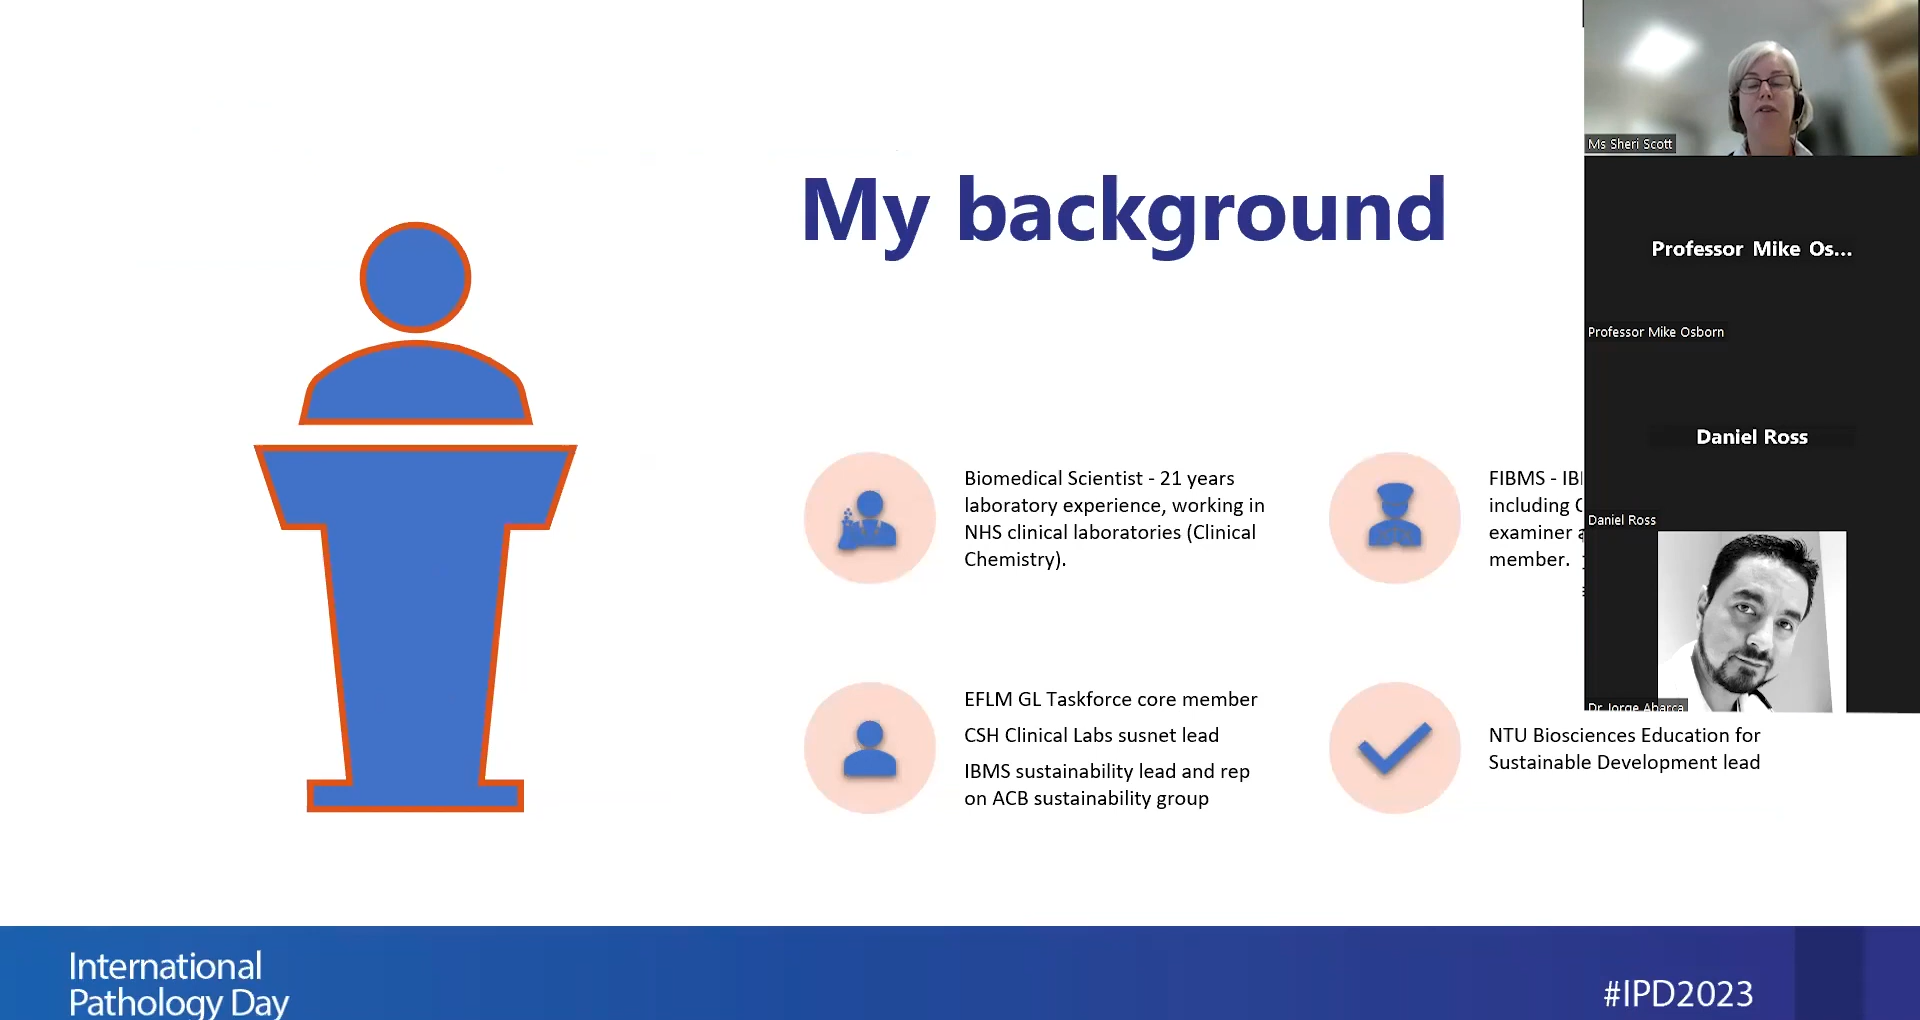 My background
Biomedical Scientist - 21 years
laboratory experience, working in
NHS clinical laboratories (Clinical
Chemistry).
FIBMS -
including
examiner
member.
EFLM GL Taskforce core member
CSH Clinical Labs susnet lead
IBMS sustainability lead and rep
on ACB sustainability group
NTU Biosciences Education for
Sustainable Development lead
Ms Sheri Scott
Professor Mike Os...
Professor Mike Osborn
Daniel Ross
Daniel Ross
Dr Jorge Abarca
International
Pathology Day
#IPD2023